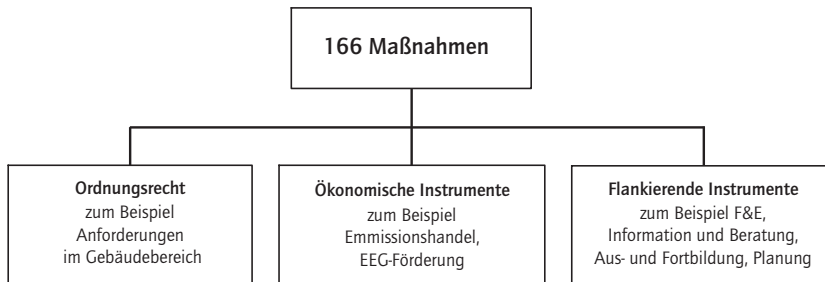 166 Maßnahmen
Ordnungsrecht
zum Beispiel
Anforderungen
im Gebäudebereich
Ökonomische Instrumente
zum Beispiel
Emmissionshandel,
EEG-Förderung
Flankierende Instrumente
zum Beispiel F&E,
Information und Beratung,
Aus- und Fortbildung, Planung